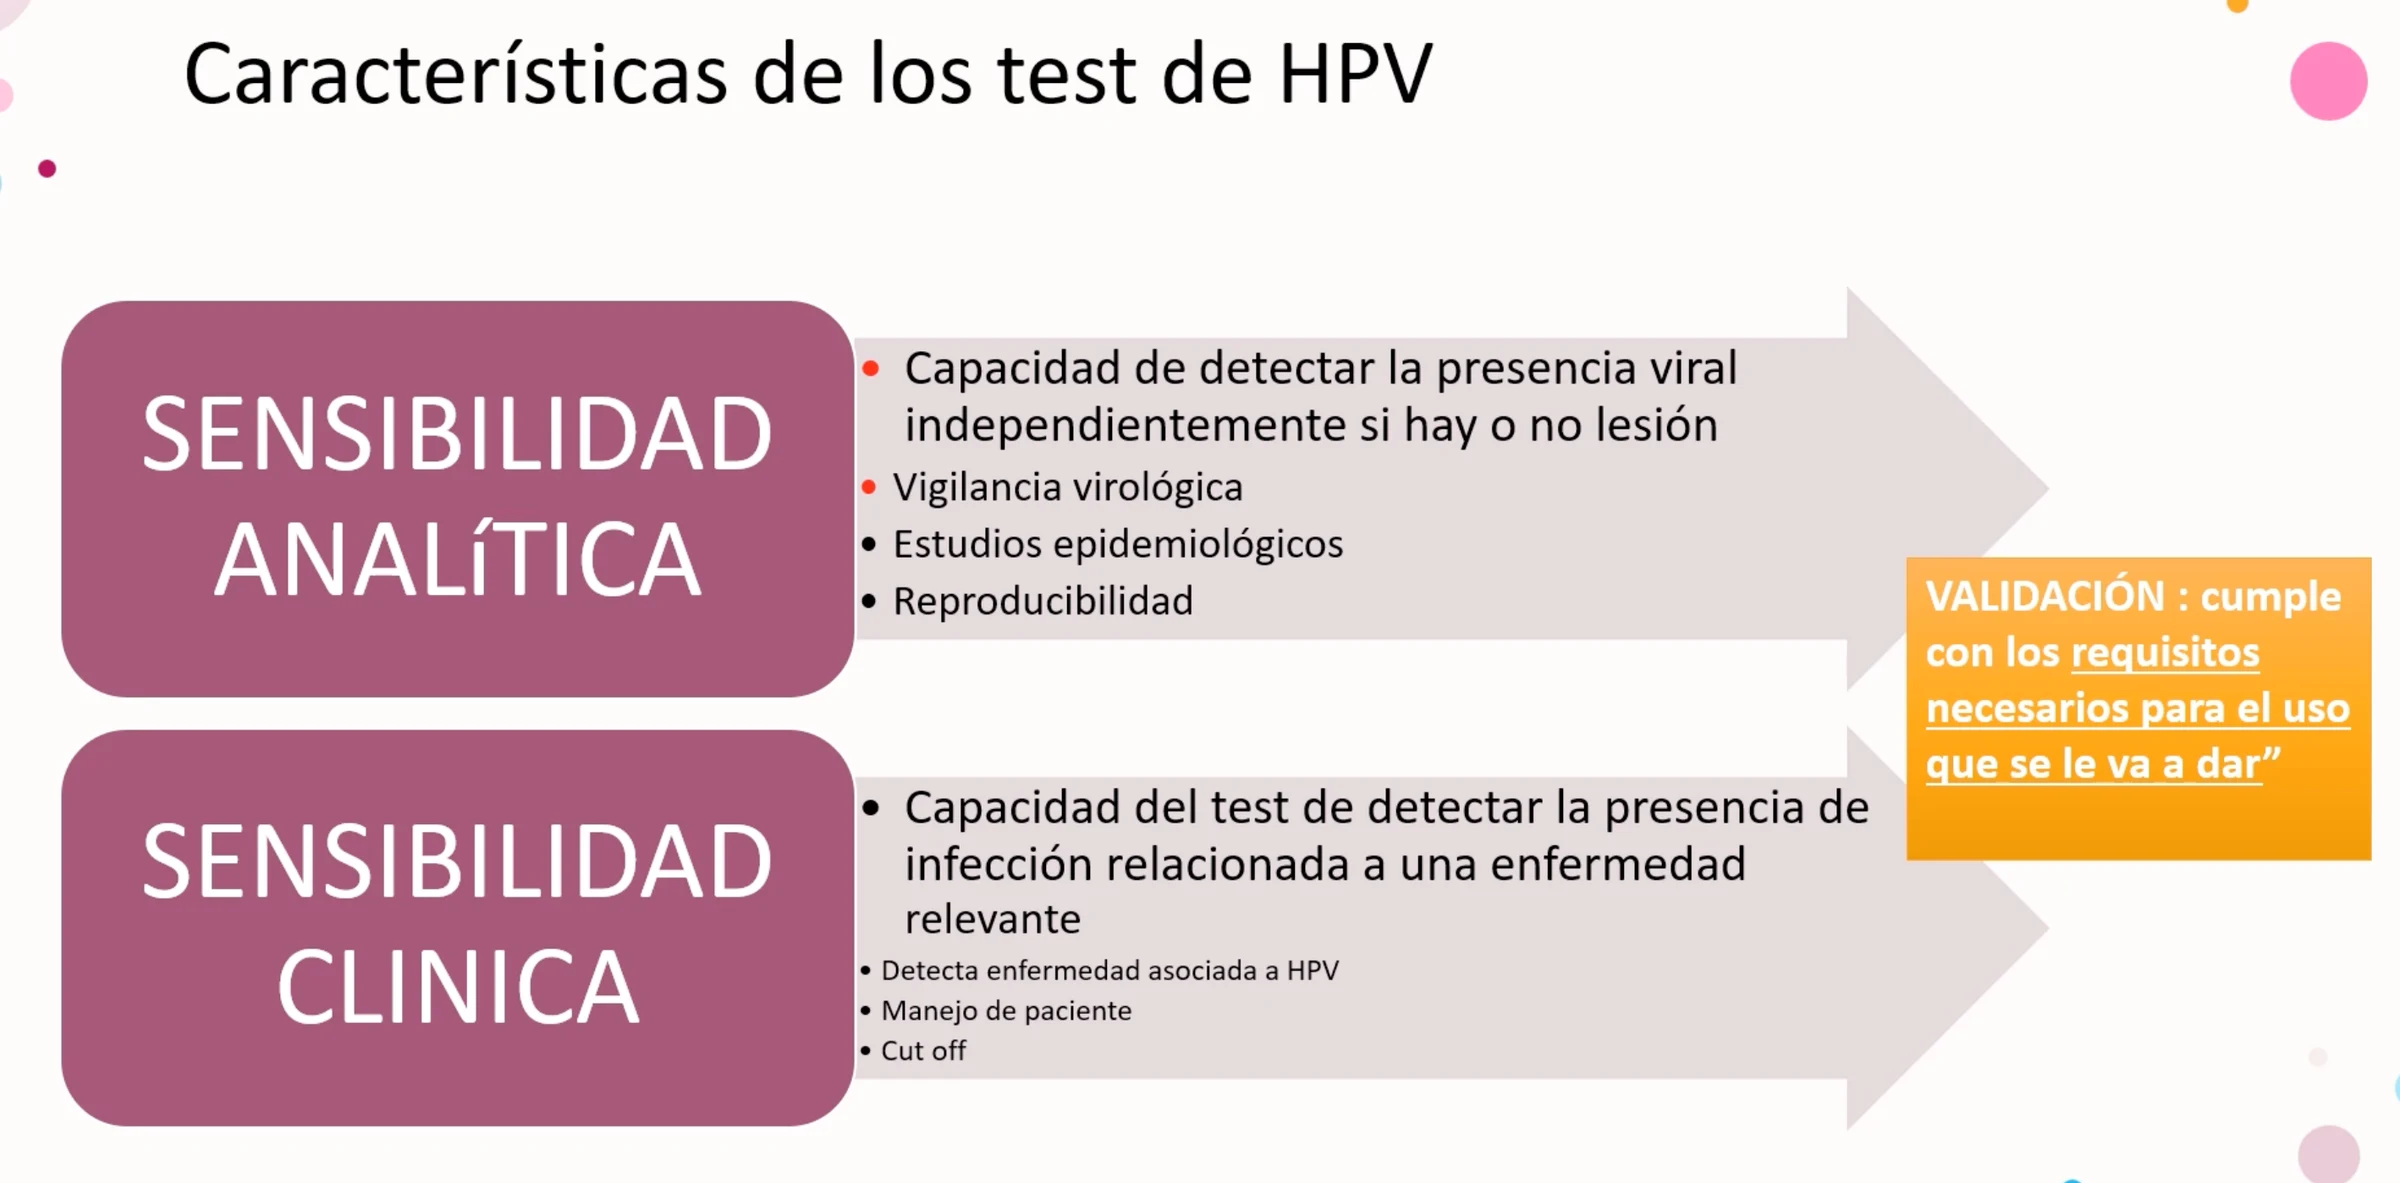 Características de los test de HPV
SENSIBILIDAD
ANALíTICA
• Capacidad de detectar la presencia viral
independientemente si hay o no lesión
• Vigilancia virológica
• Estudios epidemiológicos
• Reproducibilidad
VALIDACIÓN : cumple
con los requisitos
necesarios para el uso
que se le va a dar”
SENSIBILIDAD
CLINICA
• Capacidad del test de detectar la presencia de
infección relacionada a una enfermedad
relevante
• Detecta enfermedad asociada a HPV
• Manejo de paciente
• Cut off